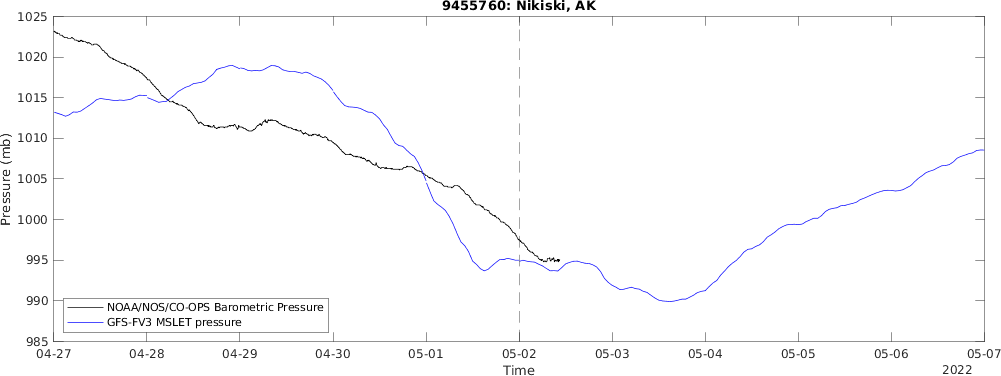 9455760: Nikiski, AK
1025
1020
1015
1010
1005
1000
995
990
985
Pressure (mb)
NOAA/NOS/CO-OPS Barometric Pressure
GFS-FV3 MSLET pressure
04-27 04-28 04-29 04-30 05-01 05-02 05-03 05-04 05-05 05-06 05-07
Time
2022